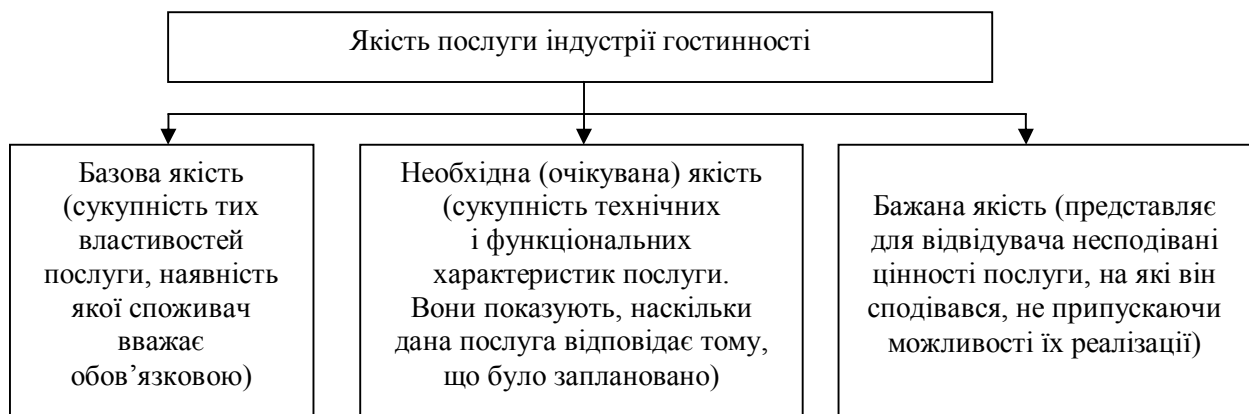 Якість послуги індустрії гостинності
Базова якість
(сукупність тих
властивостей
послуги, наявність
якої споживач
вважає
обов’язковою)
Необхідна (очікувана) якість
(сукупність технічних
і функціональних
характеристик послуги.
Вони показують, наскільки
дана послуга відповідає тому,
що було заплановано)
Бажана якість (представляє
для відвідувача несподівані
цінності послуги, на які він
сподівався, не припускаючи
можливості їх реалізації)